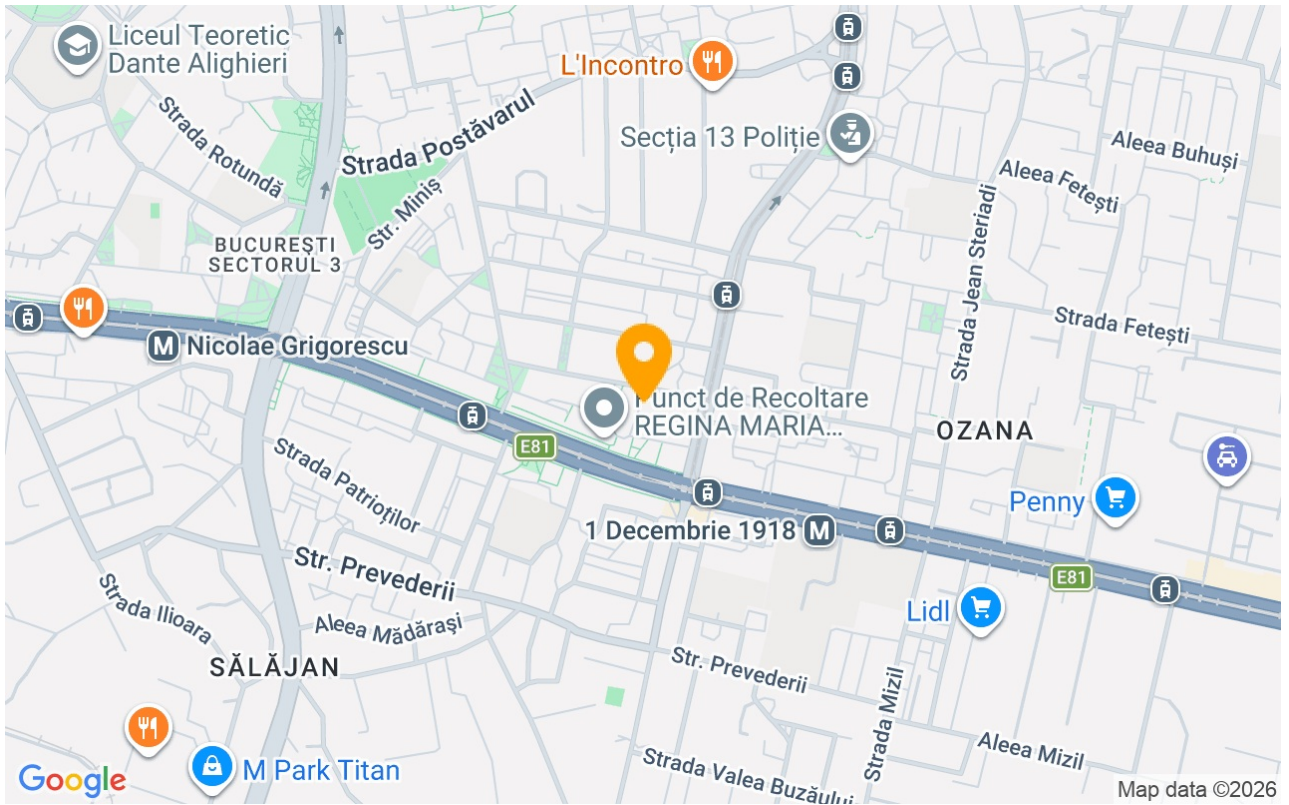 Liceul Teoretic
Dante Alighieri
L'Incontro
Strada Postăvarul
Strada Rotundă
Secția 13 Poliție
Aleea Buhuși
Aleea Fetești
Str. Miniș
BUCUREȘTI
SECTORUL 3
Strada Jean Steriadi
Strada Fetești
M Nicolae Grigorescu
Punct de Recoltare
REGINA MARIA...
OZANA
E81
Strada Patrioților
Penny
1 Decembrie 1918 M
Str. Prevederii
E81
Strada Ilioara
Aleea Mădărași
Lidl
SĂLĂJAN
Str. Prevederii
Strada Mizil
Aleea Mizil
M Park Titan
Strada Valea Buzăului
Google
Map data ©2026